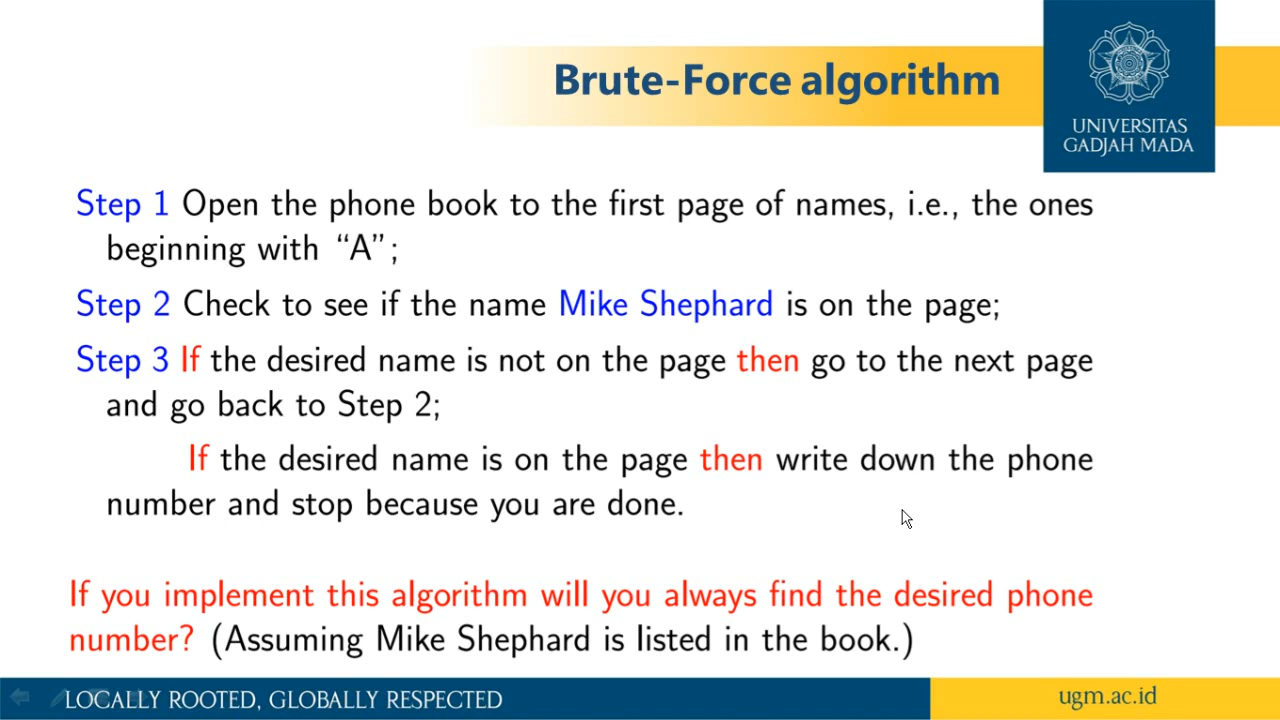 Brute-Force algorithm
UNIVERSITAS
GADJAH MADA
Step 1 Open the phone book to the first page of names, i.e., the ones
beginning with “A”;
Step 2 Check to see if the name Mike Shephard is on the page;
Step 3 If the desired name is not on the page then go to the next page
and go back to Step 2;
If the desired name is on the page then write down the phone
number and stop because you are done.
If you implement this algorithm will you always find the desired phone
number? (Assuming Mike Shephard is listed in the book.)
LOCALLY ROOTED, GLOBALLY RESPECTED
ugm.ac.id